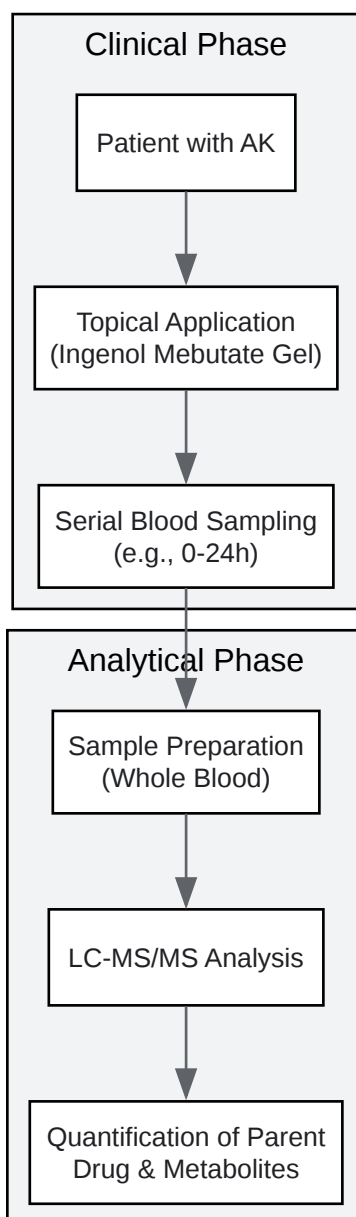 Clinical Phase
Patient with AK
Topical Application
(Ingenol Mebutate Gel)
Serial Blood Sampling
(e.g., 0-24h)
Analytical Phase
Sample Preparation
(Whole Blood)
LC-MS/MS Analysis
Quantification of Parent
Drug & Metabolites